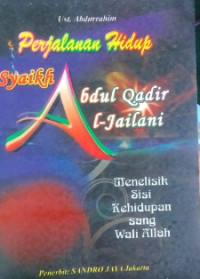 Ust. Abdurrahim
Perjalanan Hidup
Syaikh
Abdul Qadir
Al-Jailani
Menelisik
Sisi
Kehidupan
sang
Wali Allah
Penerbit: SANDRO JAYA Jakarta